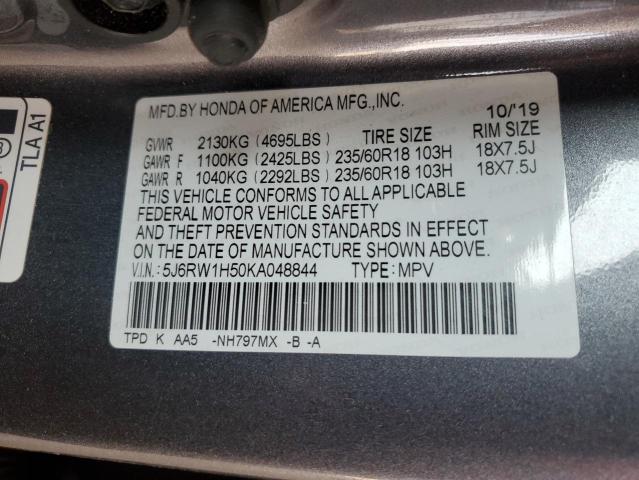 MFD.BY HONDA OF AMERICA MFG.,INC. 10/'19
GVWR 2130KG (4695LBS) TIRE SIZE RIM SIZE
GAWR F 1100KG (2425LBS) 235/60R18 103H 18X7.5J
GAWR R 1040KG (2292LBS) 235/60R18 103H 18X7.5J
THIS VEHICLE CONFORMS TO ALL APPLICABLE
FEDERAL MOTOR VEHICLE SAFETY
AND THEFT PREVENTION STANDARDS IN EFFECT
ON THE DATE OF MANUFACTURE SHOWN ABOVE.
V.I.N.: 5J6RW1H50KA048844 TYPE: MPV
TPD K AA5 -NH797MX -B -A
TLA A1